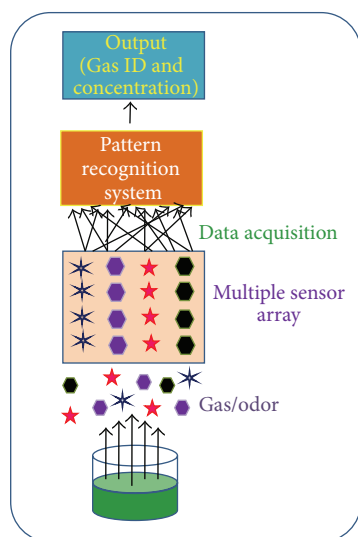 Output
(Gas ID and
concentration)
Pattern
recognition
system
Data acquisition
Multiple sensor
array
Gas/odor